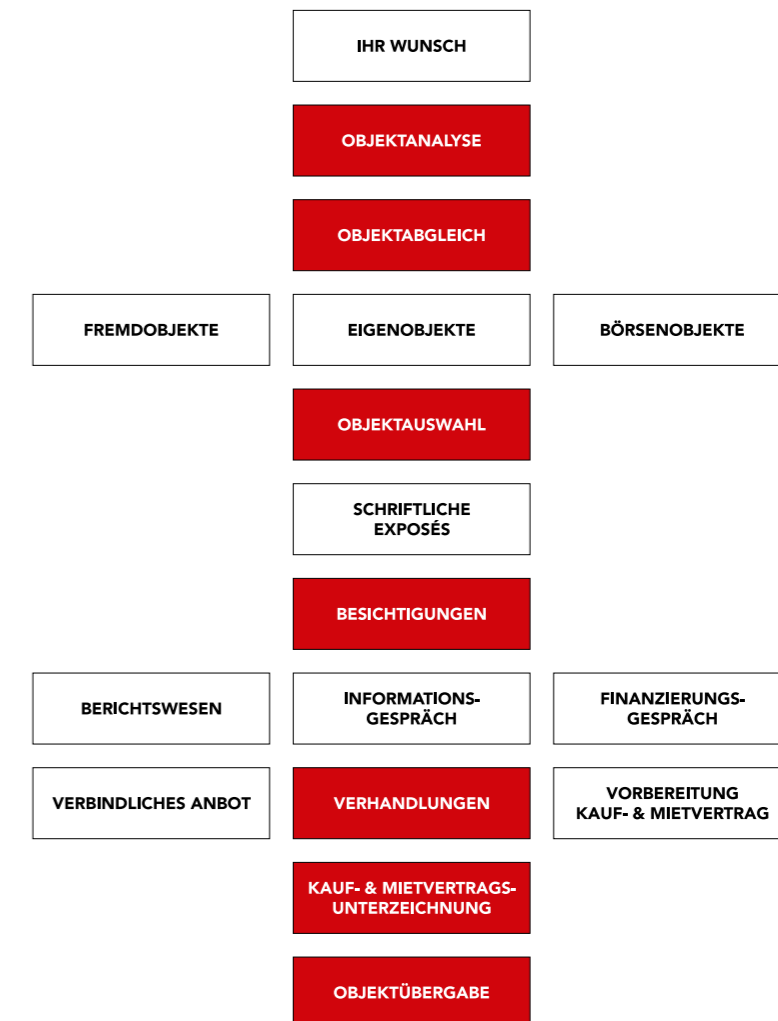 IHR WUNSCH
OBJEKTANALYSE
OBJEKTABGLEICH
FREMDOBJEKTE
EIGENOBJEKTE
BÖRSENOBJEKTE
OBJEKTAUSWAHL
SCHRIFTLICHE
EXPOSÉS
BESICHTIGUNGEN
BERICHTSWESEN
INFORMATIONS-
GESPRÄCH
FINANZIERUNGS-
GESPRÄCH
VERBINDLICHES ANBOT
VERHANDLUNGEN
VORBEREITUNG
KAUF- & MIETVERTRAG
KAUF- & MIETVERTRAGS-
UNTERZEICHNUNG
OBJEKTÜBERGABE